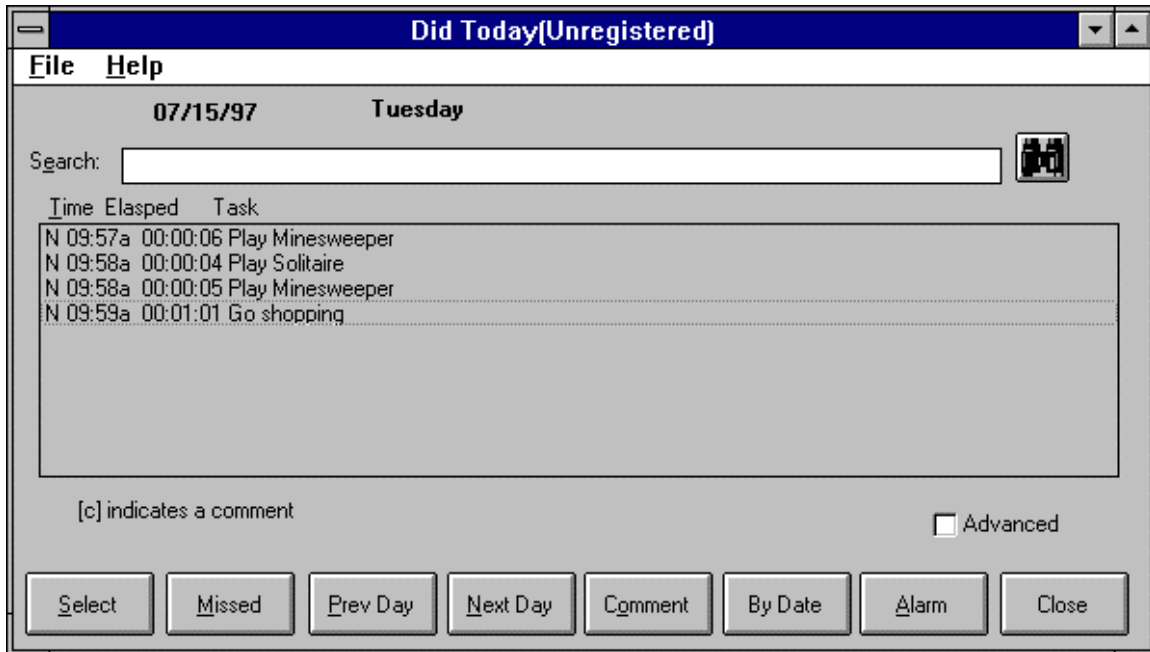 Did Today(Unregistered)
File Help
07/15/97 Tuesday
Search:
Time Elasped Task
N 09:57a 00:00:06 Play Minesweeper
N 09:58a 00:00:04 Play Solitaire
N 09:58a 00:00:05 Play Minesweeper
N 09:59a 00:01:01 Go shopping
[c] indicates a comment
Advanced
Select Missed Prev Day Next Day Comment By Date Alarm Close